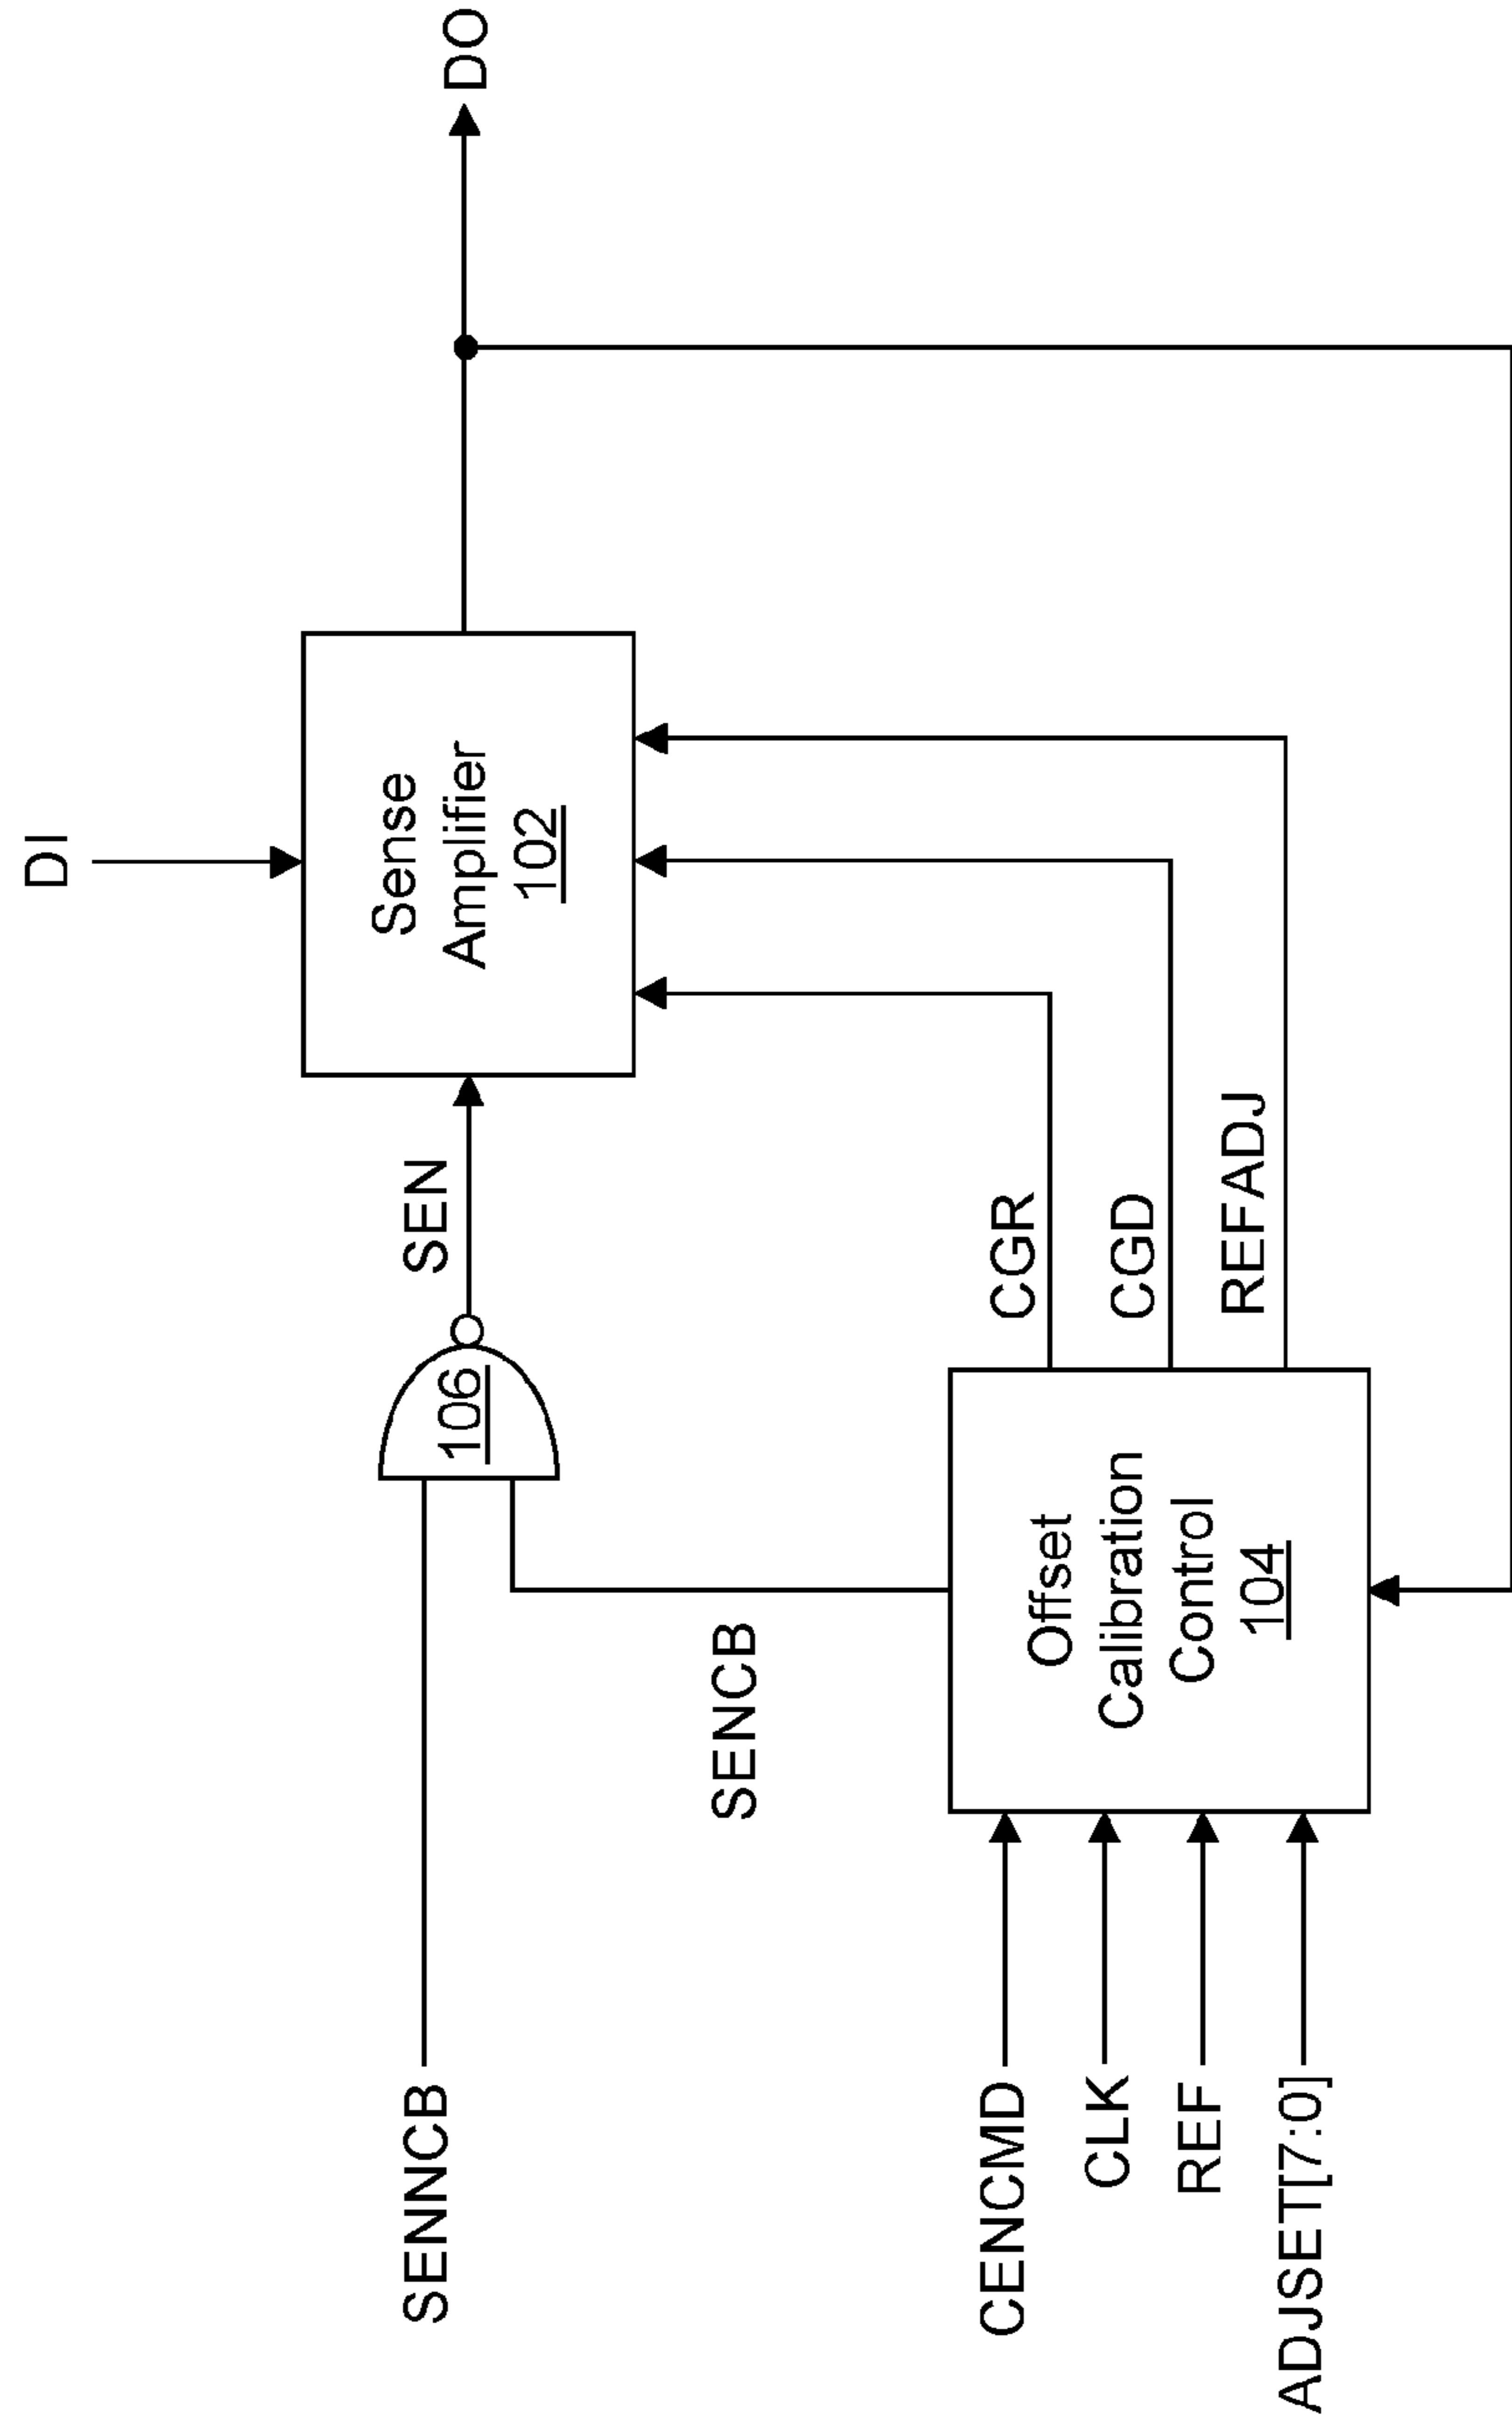 DI
DO
Sense
Amplifier
102
SEN
106
SENNCB
SENCB
CGR
CGD
REFADJ
Offset
Calibration
Control
104
CENCMD
CLK
REF
ADJSET[7:0]